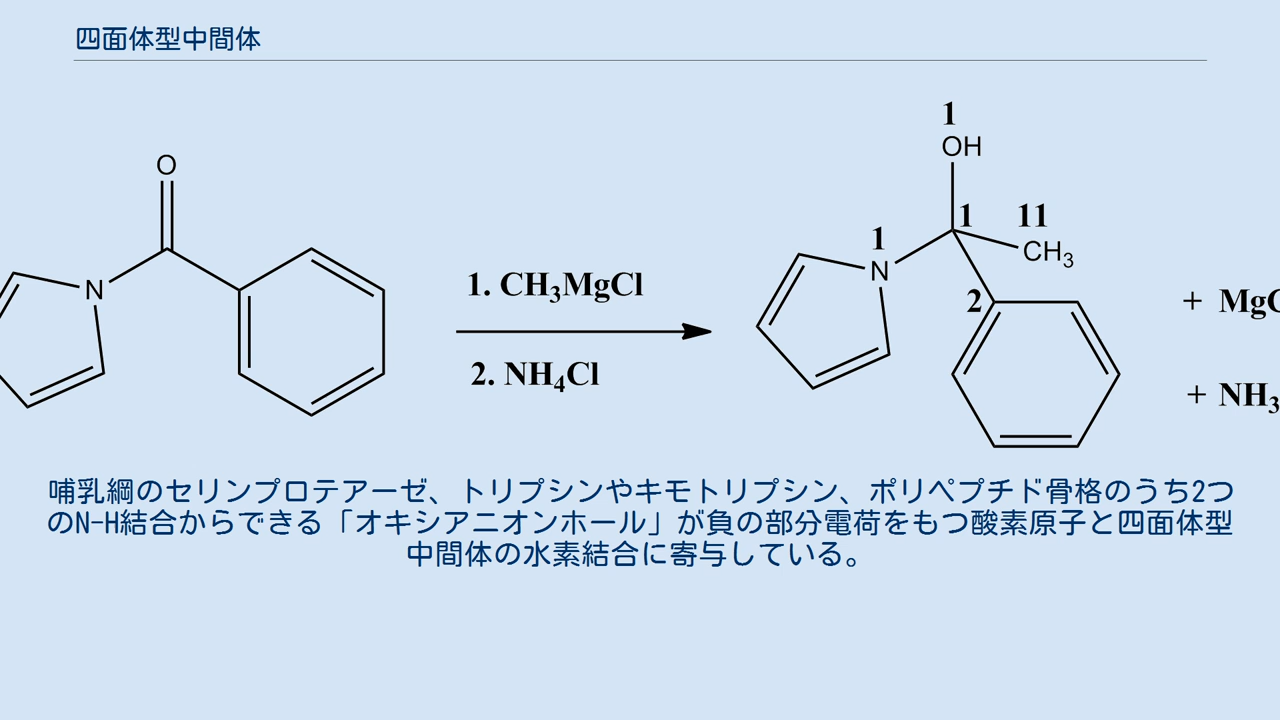 四面体型中間体
O
N
1. CH₃MgCl
2. NH₄Cl
1
OH
1
11
1
CH₃
N
2
+ MgC
+ NH₃
哺乳綱のセリンプロテアーゼ、トリプシンやキモトリプシン、ポリペプチド骨格のうち2つ
のN-H結合からできる「オキシアニオンホール」が負の部分電荷をもつ酸素原子と四面体型
中間体の水素結合に寄与している。